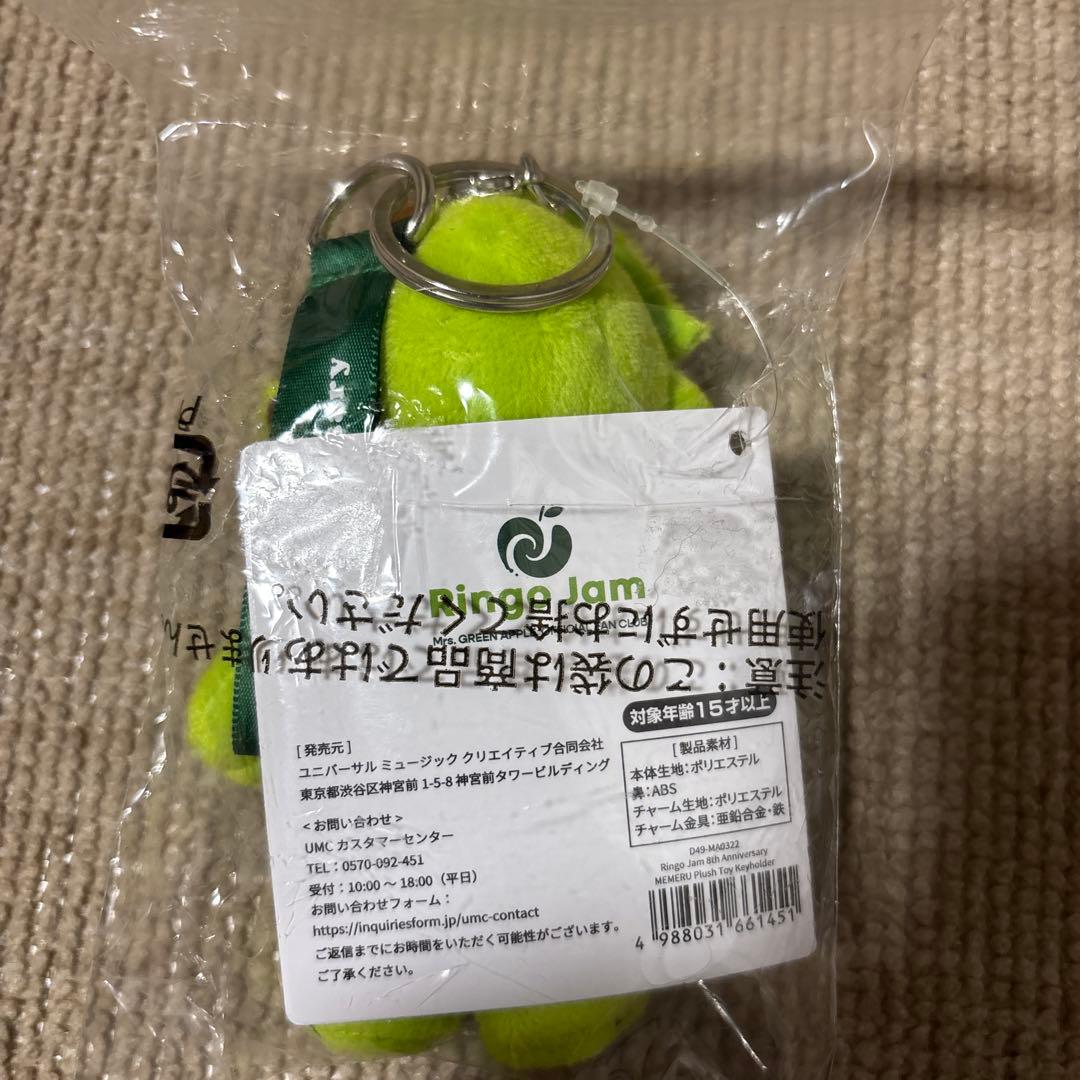 Ringo Jam
Mrs. GREEN APPLE OFFICIAL FAN CLUB
注意：この袋は商品ではありません
使用せずにお捨てください。
対象年齢15才以上
[発売元]
ユニバーサル ミュージック クリエイティブ合同会社
東京都渋谷区神宮前 1-5-8 神宮前タワービルディング
<お問い合わせ>
UMC カスタマーセンター
TEL：0570-092-451
受付：10:00 ～ 18:00（平日）
お問い合わせフォーム：
https://inquiriesform.jp/umc-contact
ご返信までにお時間をいただく可能性がございます。
ご了承ください。
[製品素材]
本体生地：ポリエステル
鼻：ABS
チャーム生地：ポリエステル
チャーム金具：亜鉛合金・鉄
D49-MA0322
Ringo Jam 8th Anniversary
MEMERU Plush Toy Keyholder
4 988031 661451